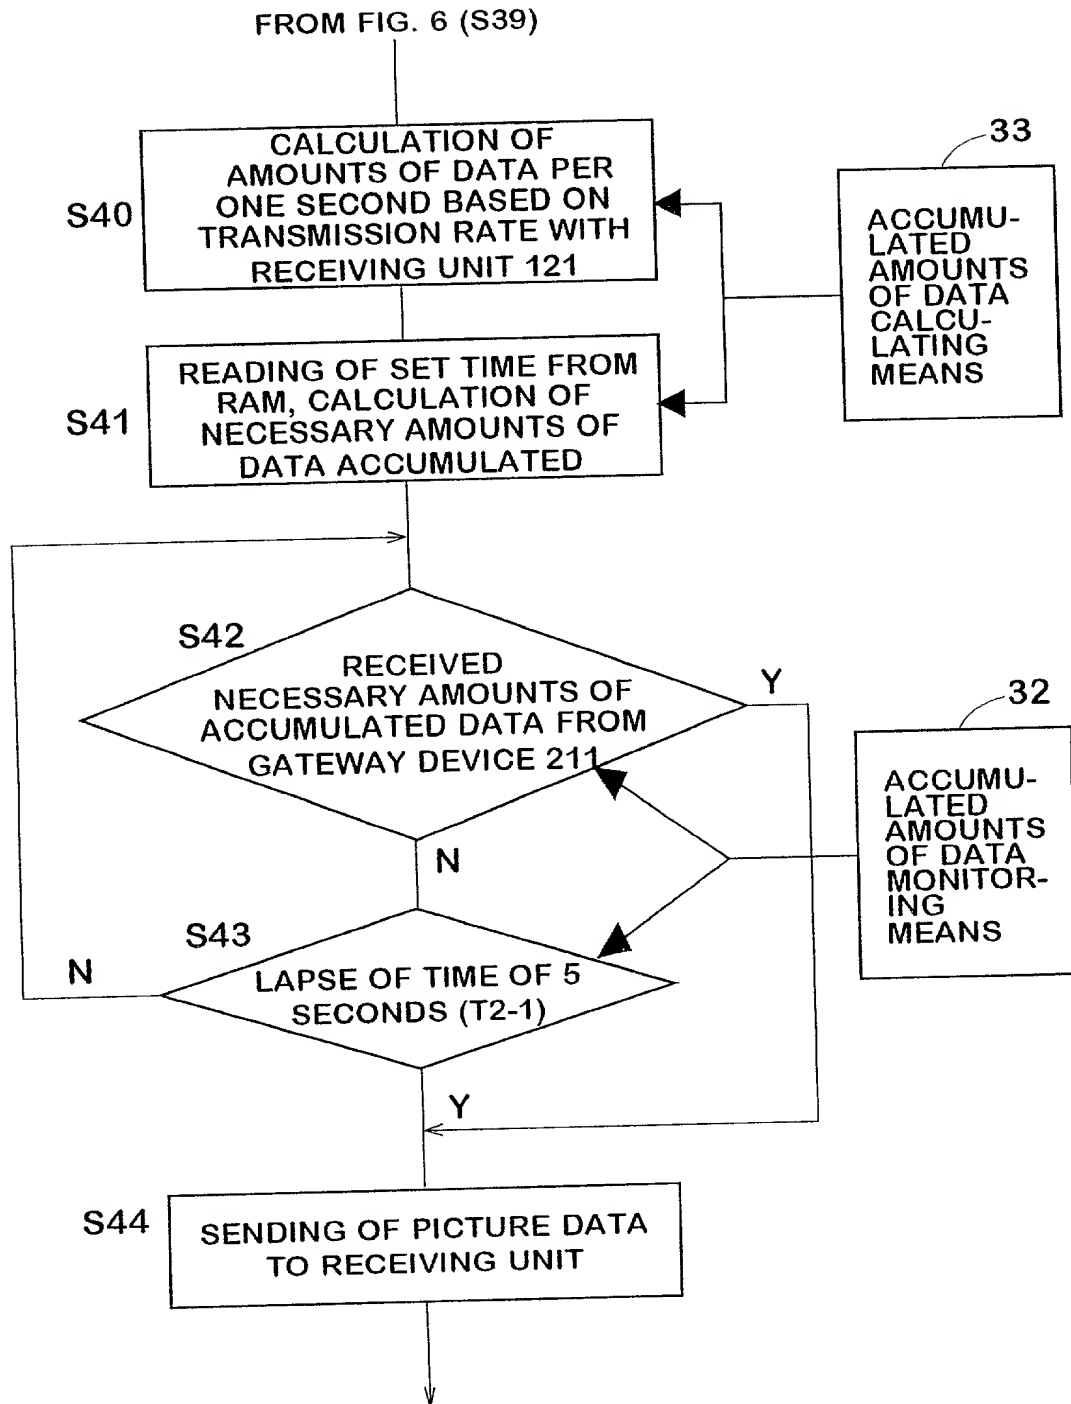 FROM FIG. 6 (S39)
S40
CALCULATION OF
AMOUNTS OF DATA PER
ONE SECOND BASED ON
TRANSMISSION RATE WITH
RECEIVING UNIT 121
33
ACCUMU-
LATED
AMOUNTS
OF DATA
CALCU-
LATING
MEANS
S41
READING OF SET TIME FROM
RAM, CALCULATION OF
NECESSARY AMOUNTS OF
DATA ACCUMULATED
S42
RECEIVED
NECESSARY AMOUNTS OF
ACCUMULATED DATA FROM
GATEWAY DEVICE 211
Y
N
32
ACCUMU-
LATED
AMOUNTS
OF DATA
MONITOR-
ING
MEANS
S43
N
LAPSE OF TIME OF 5
SECONDS (T2-1)
Y
S44
SENDING OF PICTURE DATA
TO RECEIVING UNIT